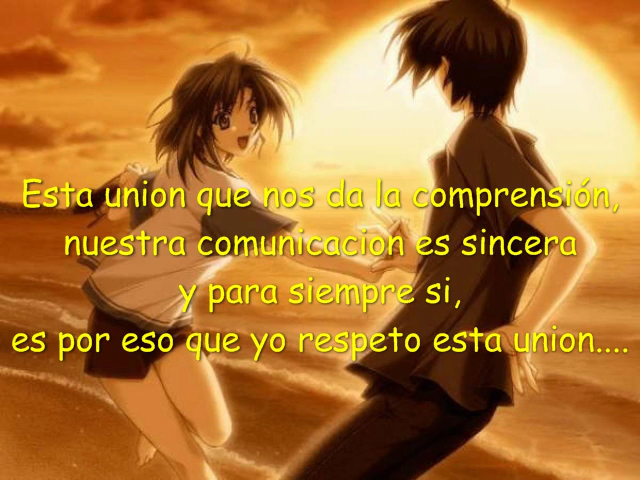 Esta union que nos da la comprensión,
nuestra comunicacion es sincera
y para siempre si,
es por eso que yo respeto esta union....